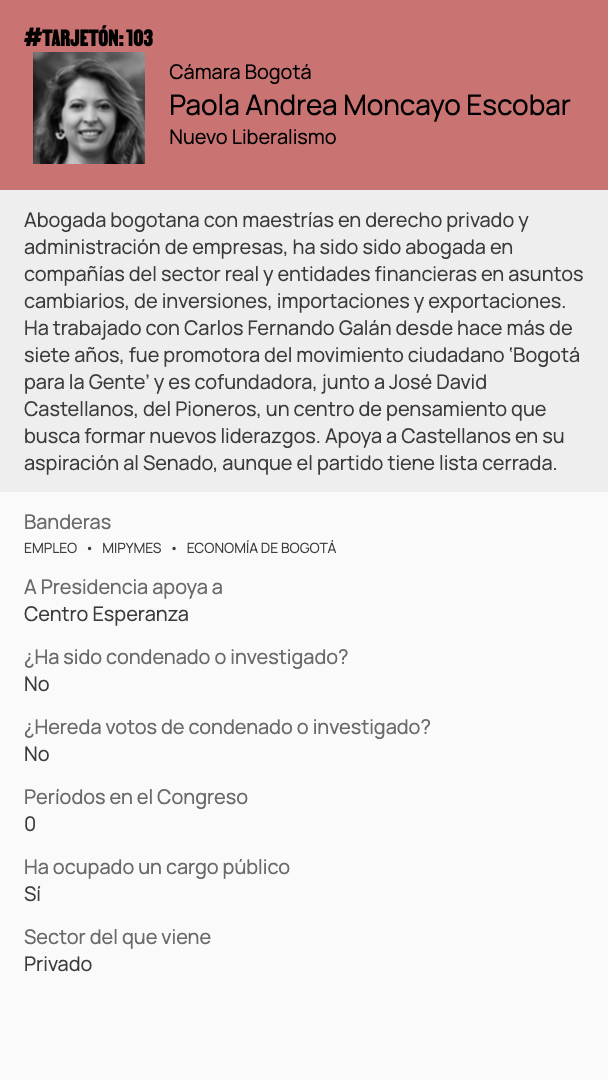 #TARJETÓN: 103
Cámara Bogotá
Paola Andrea Moncayo Escobar
Nuevo Liberalismo
Abogada bogotana con maestrías en derecho privado y
administración de empresas, ha sido sido abogada en
compañías del sector real y entidades financieras en asuntos
cambiarios, de inversiones, importaciones y exportaciones.
Ha trabajado con Carlos Fernando Galán desde hace más de
siete años, fue promotora del movimiento ciudadano ‘Bogotá
para la Gente’ y es cofundadora, junto a José David
Castellanos, del Pioneros, un centro de pensamiento que
busca formar nuevos liderazgos. Apoya a Castellanos en su
aspiración al Senado, aunque el partido tiene lista cerrada.
Banderas
EMPLEO • MIPYMES • ECONOMÍA DE BOGOTÁ
A Presidencia apoya a
Centro Esperanza
¿Ha sido condenado o investigado?
No
¿Hereda votos de condenado o investigado?
No
Períodos en el Congreso
0
Ha ocupado un cargo público
Sí
Sector del que viene
Privado